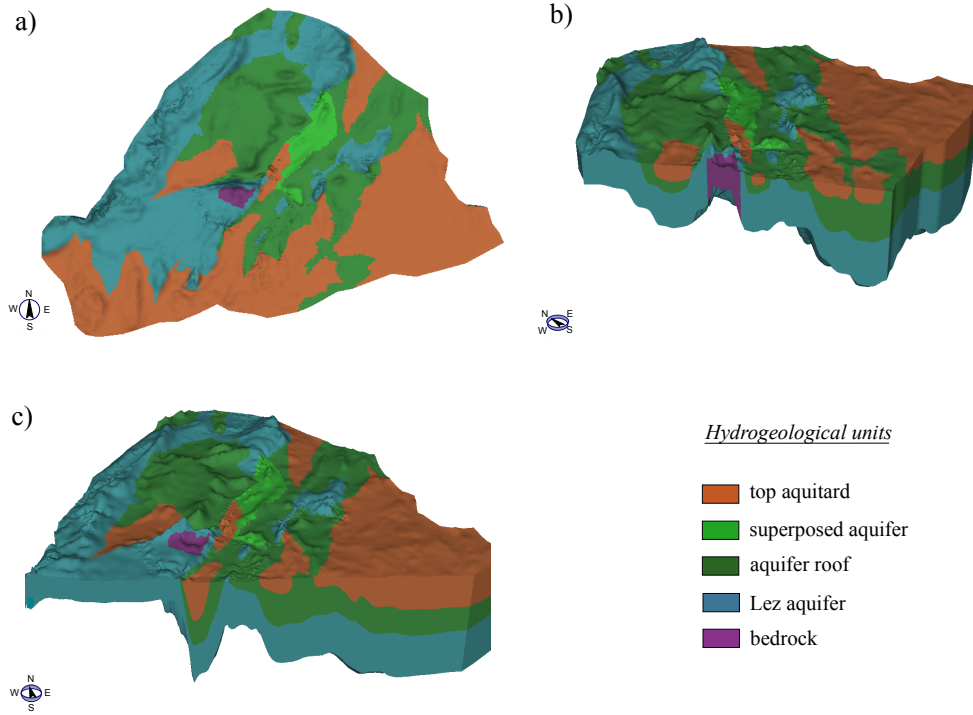 a)
b)
N
W E
S
N E
W S
c)
Hydrogeological units
top aquitard
superposed aquifer
aquifer roof
Lez aquifer
bedrock
N
W E
S